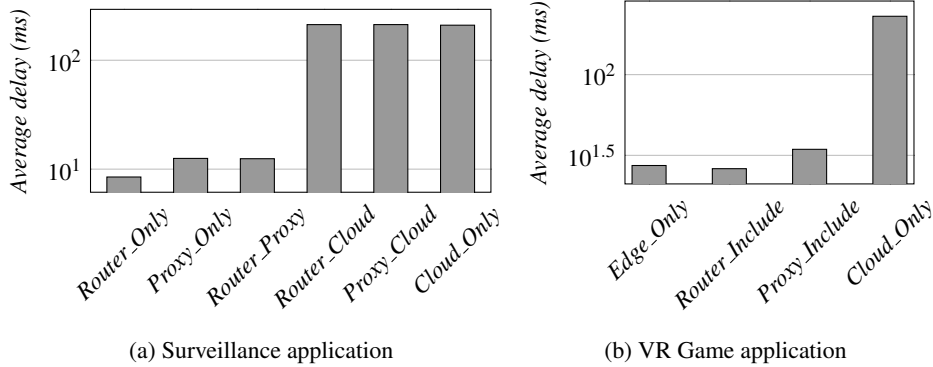 Average delay (ms)
10^2
10^1
Router_Only
Proxy_Only
Router_Proxy
Router_Cloud
Proxy_Cloud
Cloud_Only
(a) Surveillance application
Average delay (ms)
10^2
10^1.5
Edge_Only
Router_Include
Proxy_Include
Cloud_Only
(b) VR Game application